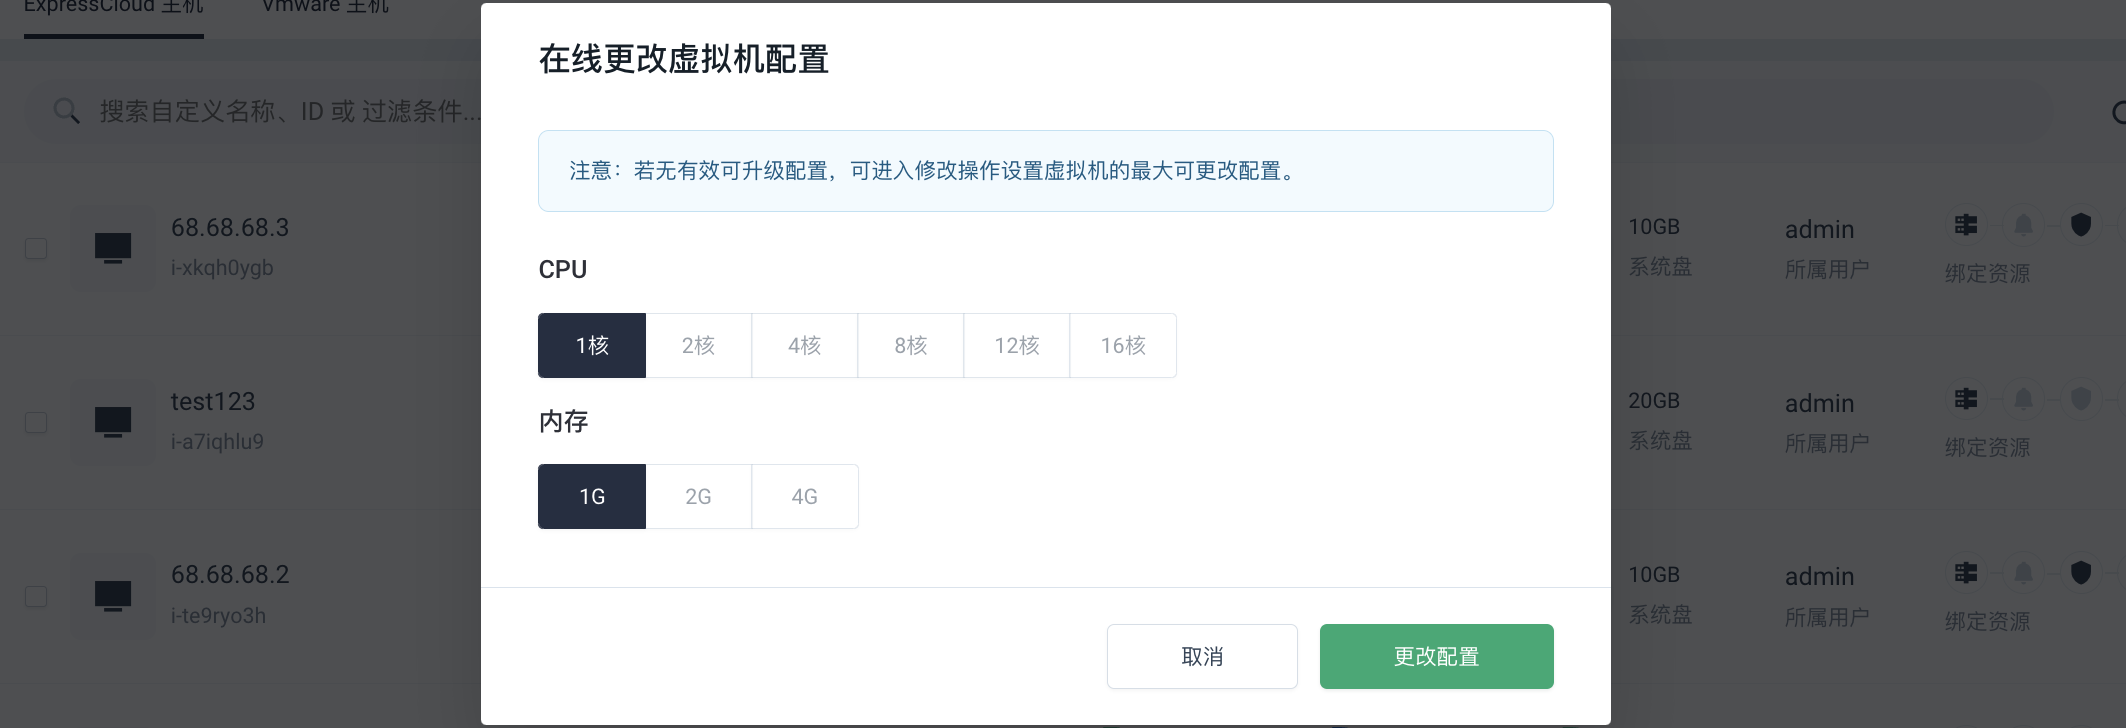 ExpressCloud 主机
Vmware 主机
搜索自定义名称、ID 或 过滤条件...
68.68.68.3
i-xkqh0ygb
10GB
系统盘
admin
所属用户
绑定资源
test123
i-a7iqhlu9
20GB
系统盘
admin
所属用户
绑定资源
68.68.68.2
i-te9ryo3h
10GB
系统盘
admin
所属用户
绑定资源
在线更改虚拟机配置
注意：若无有效可升级配置，可进入修改操作设置虚拟机的最大可更改配置。
CPU
1核 2核 4核 8核 12核 16核
内存
1G 2G 4G
取消 更改配置